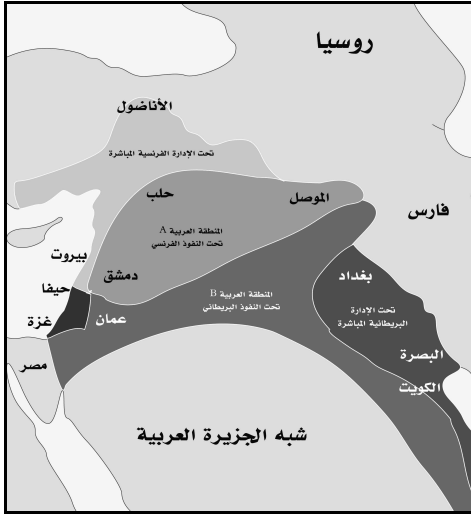 روسيا
الأناضول
تحت الإدارة الفرنسية المباشرة
حلب
الموصل
فارس
المنطقة العربية A
تحت النفوذ الفرنسي
بيروت
دمشق
بغداد
حيفا
المنطقة العربية B
تحت النفوذ البريطاني
تحت الإدارة
البريطانية المباشرة
غزة
عمان
مصر
البصرة
الكويت
شبه الجزيرة العربية